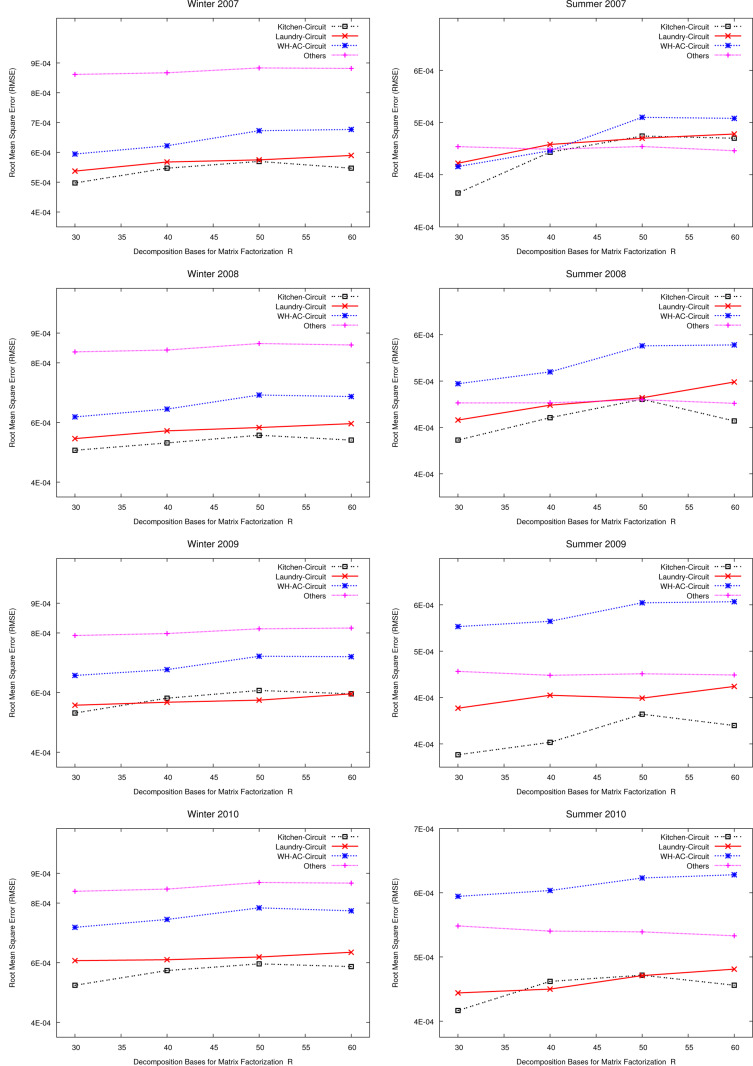 Winter 2007
Kitchen-Circuit
Laundry-Circuit
WH-AC-Circuit
Others
9E-04
8E-04
7E-04
6E-04
5E-04
4E-04
Root Mean Square Error (RMSE)
30 35 40 45 50 55 60
Decomposition Bases for Matrix Factorization R
Summer 2007
Kitchen-Circuit
Laundry-Circuit
WH-AC-Circuit
Others
6E-04
5E-04
4E-04
4E-04
Root Mean Square Error (RMSE)
30 35 40 45 50 55 60
Decomposition Bases for Matrix Factorization R
Winter 2008
Kitchen-Circuit
Laundry-Circuit
WH-AC-Circuit
Others
9E-04
8E-04
6E-04
4E-04
Root Mean Square Error (RMSE)
30 35 40 45 50 55 60
Decomposition Bases for Matrix Factorization R
Summer 2008
Kitchen-Circuit
Laundry-Circuit
WH-AC-Circuit
Others
6E-04
5E-04
4E-04
4E-04
Root Mean Square Error (RMSE)
30 35 40 45 50 55 60
Decomposition Bases for Matrix Factorization R
Winter 2009
Kitchen-Circuit
Laundry-Circuit
WH-AC-Circuit
Others
9E-04
8E-04
6E-04
4E-04
Root Mean Square Error (RMSE)
30 35 40 45 50 55 60
Decomposition Bases for Matrix Factorization R
Summer 2009
Kitchen-Circuit
Laundry-Circuit
WH-AC-Circuit
Others
6E-04
5E-04
4E-04
4E-04
Root Mean Square Error (RMSE)
30 35 40 45 50 55 60
Decomposition Bases for Matrix Factorization R
Winter 2010
Kitchen-Circuit
Laundry-Circuit
WH-AC-Circuit
Others
9E-04
8E-04
6E-04
4E-04
Root Mean Square Error (RMSE)
30 35 40 45 50 55 60
Decomposition Bases for Matrix Factorization R
Summer 2010
Kitchen-Circuit
Laundry-Circuit
WH-AC-Circuit
Others
7E-04
6E-04
5E-04
4E-04
Root Mean Square Error (RMSE)
30 35 40 45 50 55 60
Decomposition Bases for Matrix Factorization R